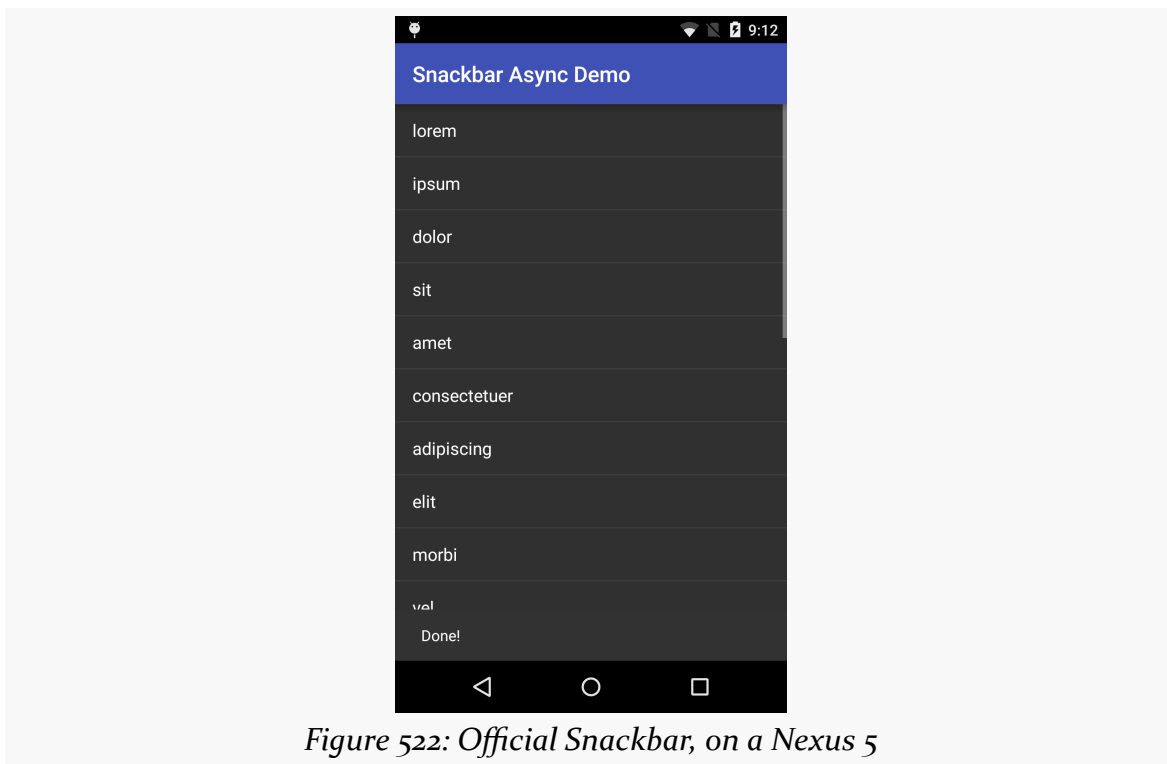 9:12
Snackbar Async Demo
lorem
ipsum
dolor
sit
amet
consectetuer
adipiscing
elit
morbi
vel
Done!
Figure 522: Official Snackbar, on a Nexus 5